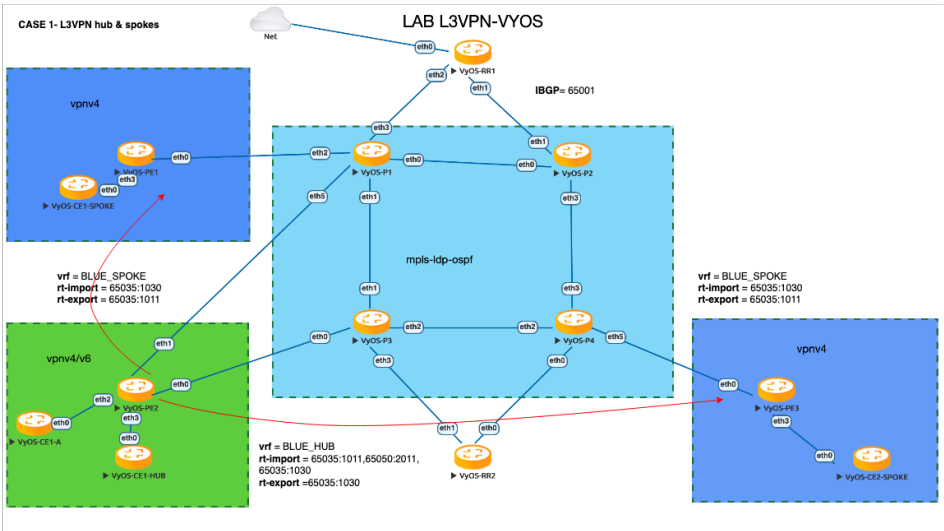 CASE 1- L3VPN hub & spokes
LAB L3VPN-VYOS
Net
eth0
VyOS-RR1
eth2
eth1
IBGP= 65001
vpnv4
eth3
eth1
VyOS-PE1
eth0
eth2
VyOS-P1
eth0
eth0
VyOS-P2
eth3
eth0
VyOS-CE1-SPOKE
eth5
eth1
eth3
mpls-ldp-ospf
vrf = BLUE_SPOKE
rt-import = 65035:1030
rt-export = 65035:1011
vrf = BLUE_SPOKE
rt-import = 65035:1030
rt-export = 65035:1011
eth1
eth3
VyOS-P3
eth2
eth2
VyOS-P4
eth5
eth0
eth3
eth0
vpnv4/v6
eth1
eth0
VyOS-PE2
eth2
eth3
eth0
VyOS-CE1-A
eth0
VyOS-CE1-HUB
vrf = BLUE_HUB
rt-import = 65035:1011,65050:2011,
65035:1030
rt-export =65035:1030
eth1
eth0
VyOS-RR2
vpnv4
eth0
VyOS-PE3
eth3
eth0
VyOS-CE2-SPOKE